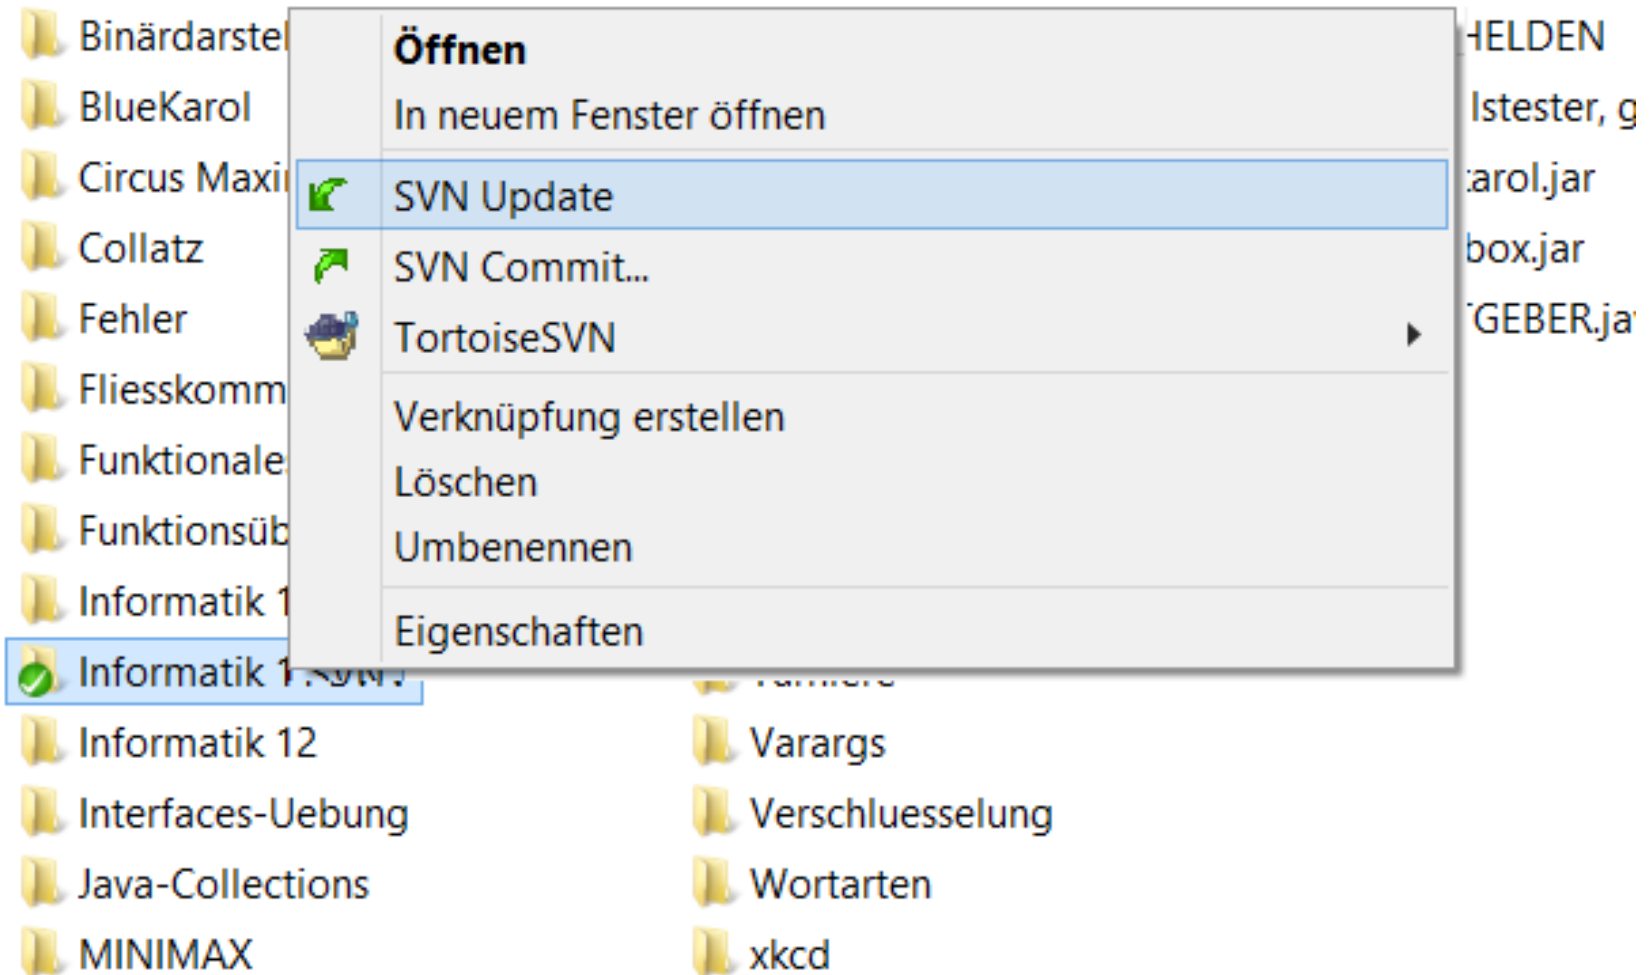 Binärdarstel
BlueKarol
Circus Maxi
Collatz
Fehler
Fliesskomm
Funktionale
Funktionsüb
Informatik 1
Informatik 1
Informatik 12
Interfaces-Uebung
Java-Collections
MINIMAX
Öffnen
In neuem Fenster öffnen
SVN Update
SVN Commit...
TortoiseSVN
Verknüpfung erstellen
Löschen
Umbenennen
Eigenschaften
Varargs
Verschluesselung
Wortarten
xkcd
HELDEN
lstester, g
arol.jar
box.jar
GEBER.ja